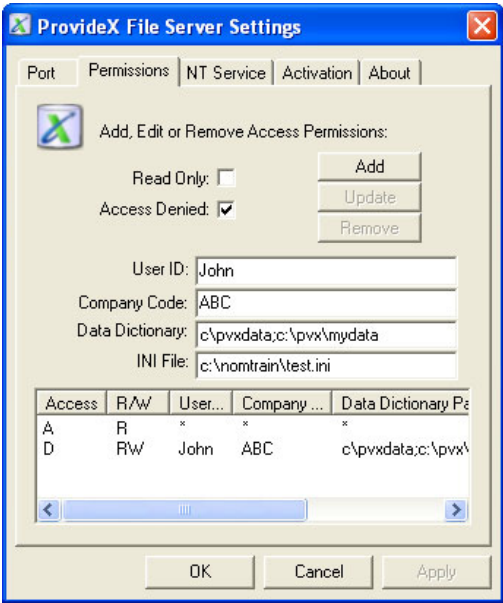 ProvideX File Server Settings
Port Permissions NT Service Activation About
Add, Edit or Remove Access Permissions:
Read Only:
Add
Access Denied:
Update
Remove
User ID: John
Company Code: ABC
Data Dictionary: c\pvxdata;c:\pvx\mydata
INI File: c:\nomtrain\test.ini
Access R/W User... Company ... Data Dictionary Pa
A R * * *
D RW John ABC c\pvxdata;c:\pvx\
OK Cancel Apply